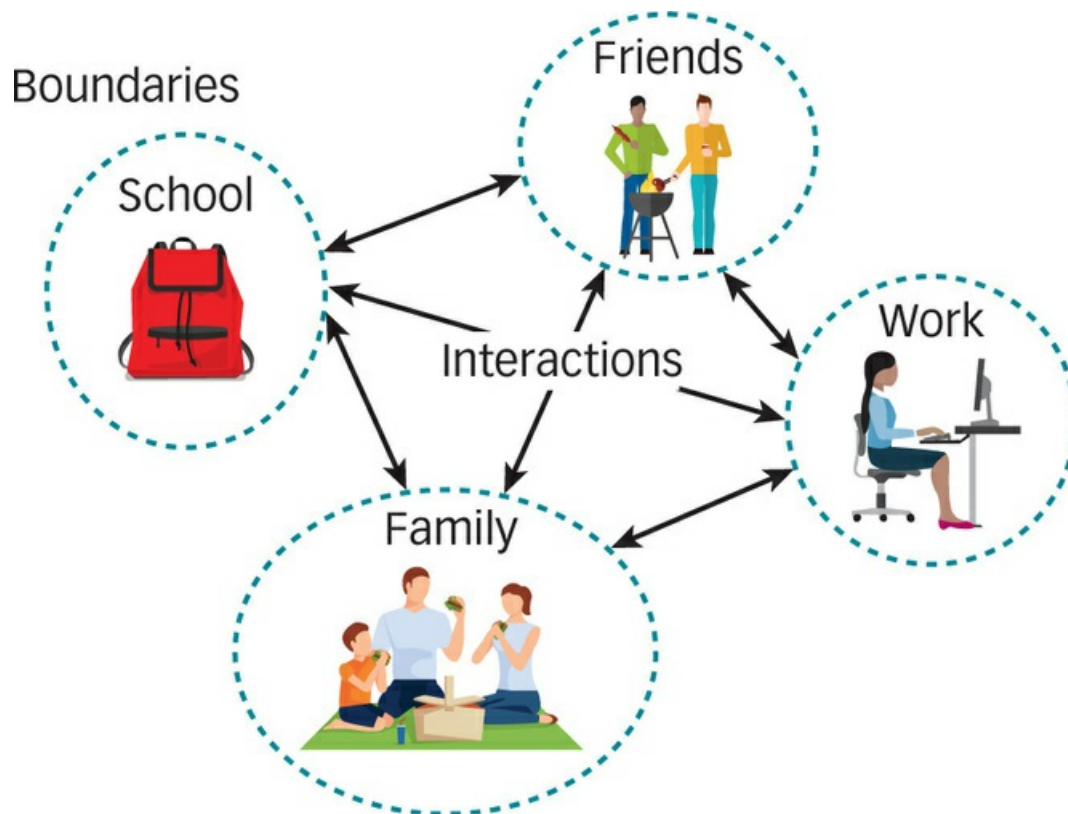 Boundaries
Friends
School
Work
Interactions
Family